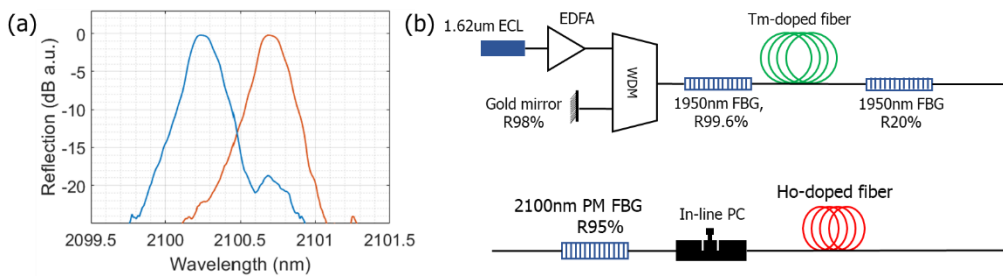 (a)
Reflection (dB a.u.)
0
-5
-10
-15
-20
2099.5
2100
2100.5
2101
2101.5
Wavelength (nm)
(b)
1.62um ECL
EDFA
WDM
Gold mirror
R98%
1950nm FBG,
R99.6%
Tm-doped fiber
1950nm FBG
R20%
2100nm PM FBG
R95%
In-line PC
Ho-doped fiber